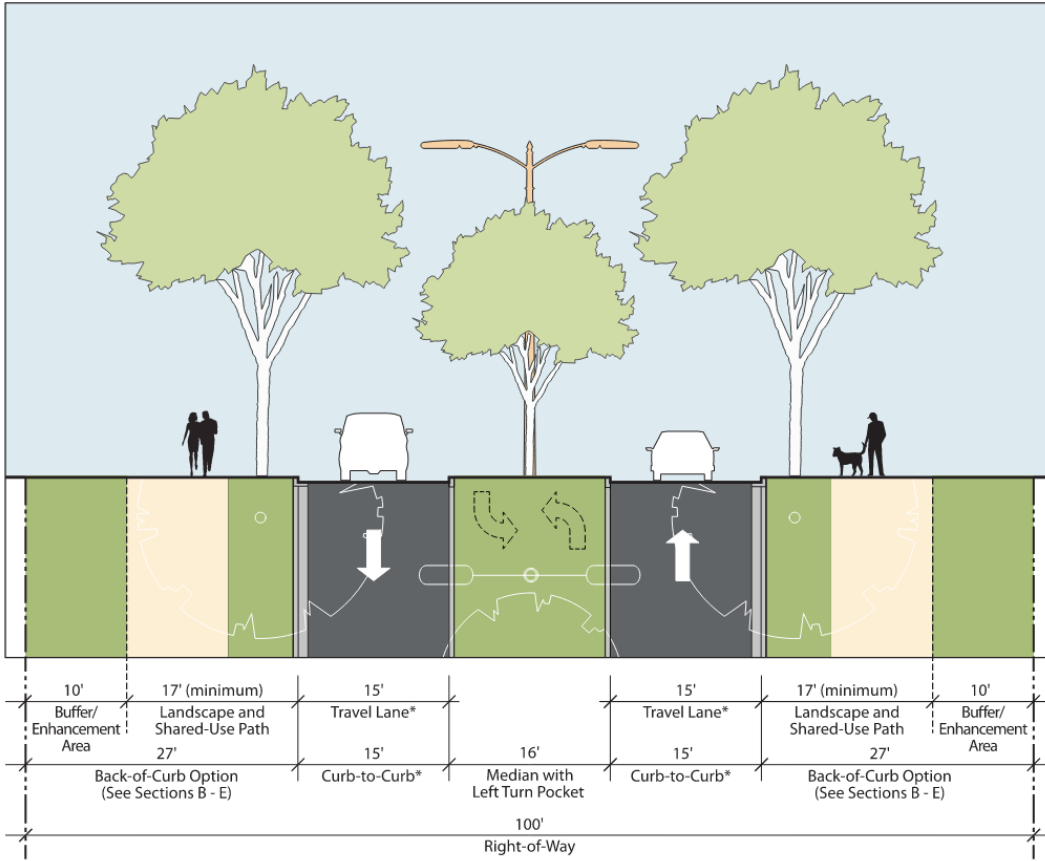 10' 17' (minimum) 15' 15' 17' (minimum) 10'
Buffer/ Landscape and Travel Lane* Travel Lane* Landscape and Buffer/
Enhancement Shared-Use Path Shared-Use Path Enhancement
Area Area
27' 15' 16' 15' 27'
Back-of-Curb Option Curb-to-Curb* Median with Curb-to-Curb* Back-of-Curb Option
(See Sections B - E) Left Turn Pocket (See Sections B - E)
100'
Right-of-Way